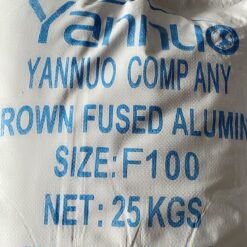 Yannuo
YANNUO COMPANY
ROWN FUSED ALUMIN
SIZE: F100
NET: 25 KGS